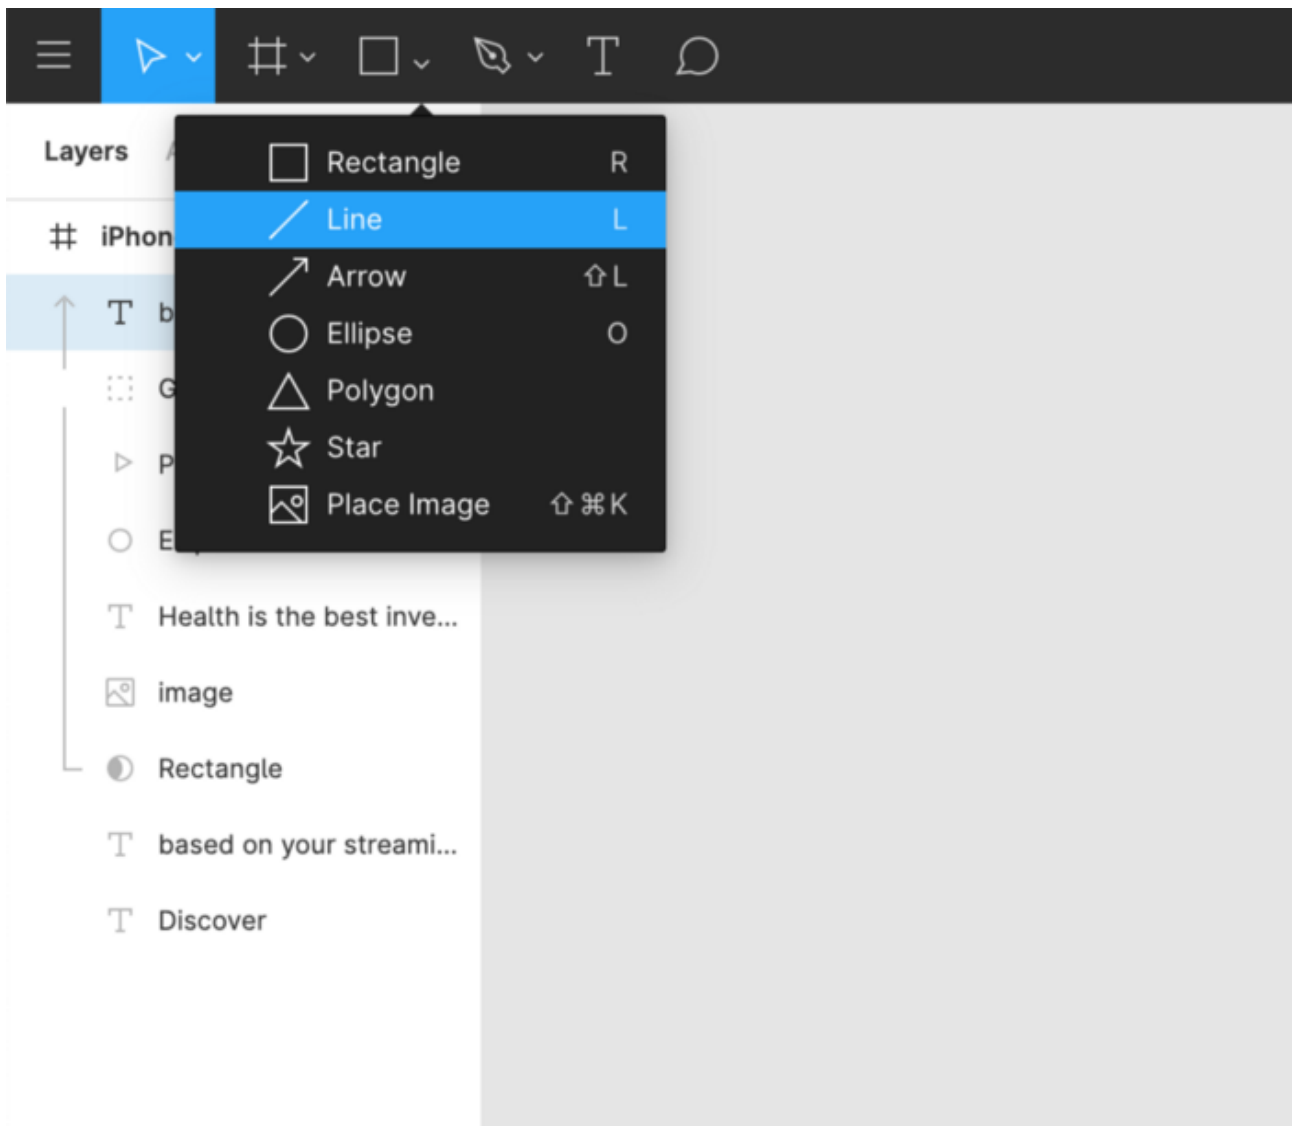 Layers
Rectangle R
Line L
Arrow ⇧L
Ellipse O
Polygon
Star
Place Image ⇧⌘K
Health is the best inve...
image
Rectangle
based on your streami...
Discover